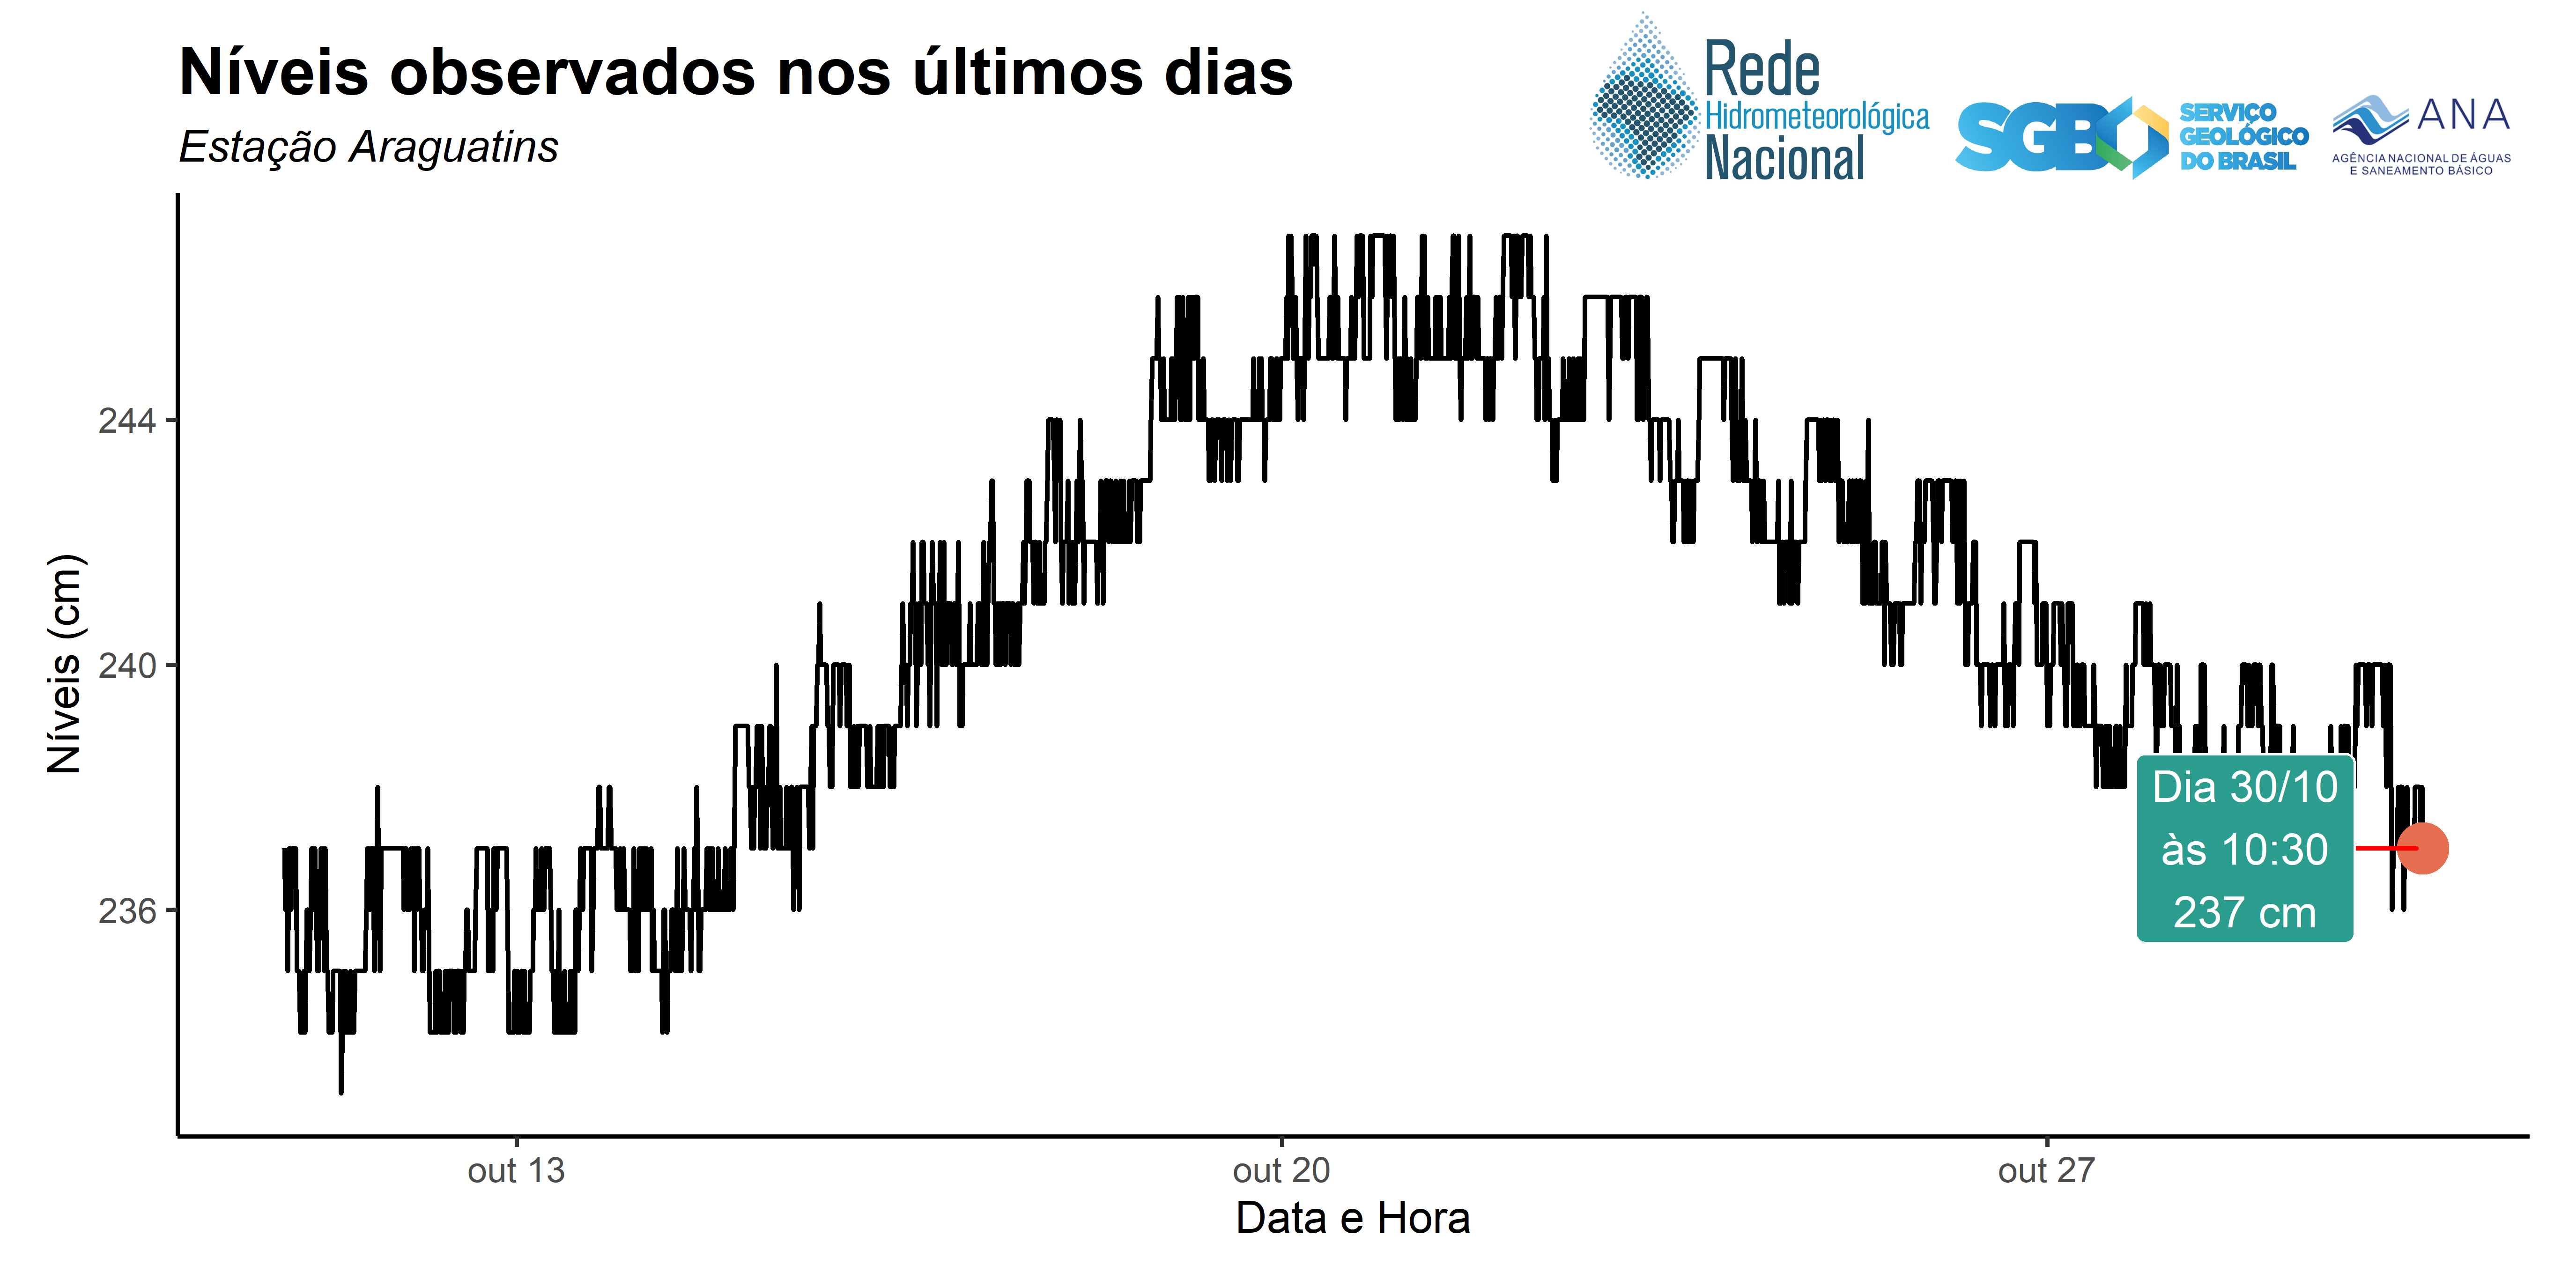 Níveis observados nos últimos dias
Estação Araguatins
Rede
Hidrometeorológica
Nacional
SGB
SERVIÇO
GEOLÓGICO
DO BRASIL
ANA
AGÊNCIA NACIONAL DE ÁGUAS
E SANEAMENTO BÁSICO
Níveis (cm)
244
240
236
Dia 30/10
às 10:30
237 cm
out 13
out 20
out 27
Data e Hora